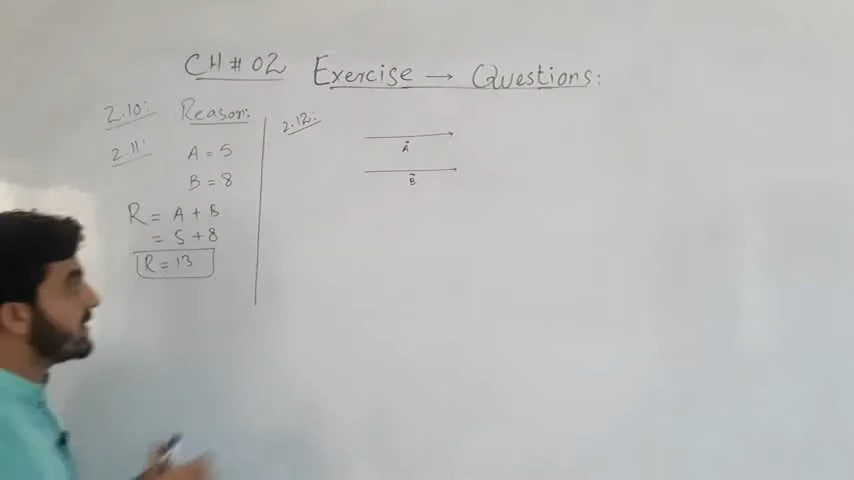 CH # 02 Exercise → Questions:
2.10: Reason:
2.11: A = 5
B = 8
R = A + B
= 5 + 8
R = 13
2.12:
A
B